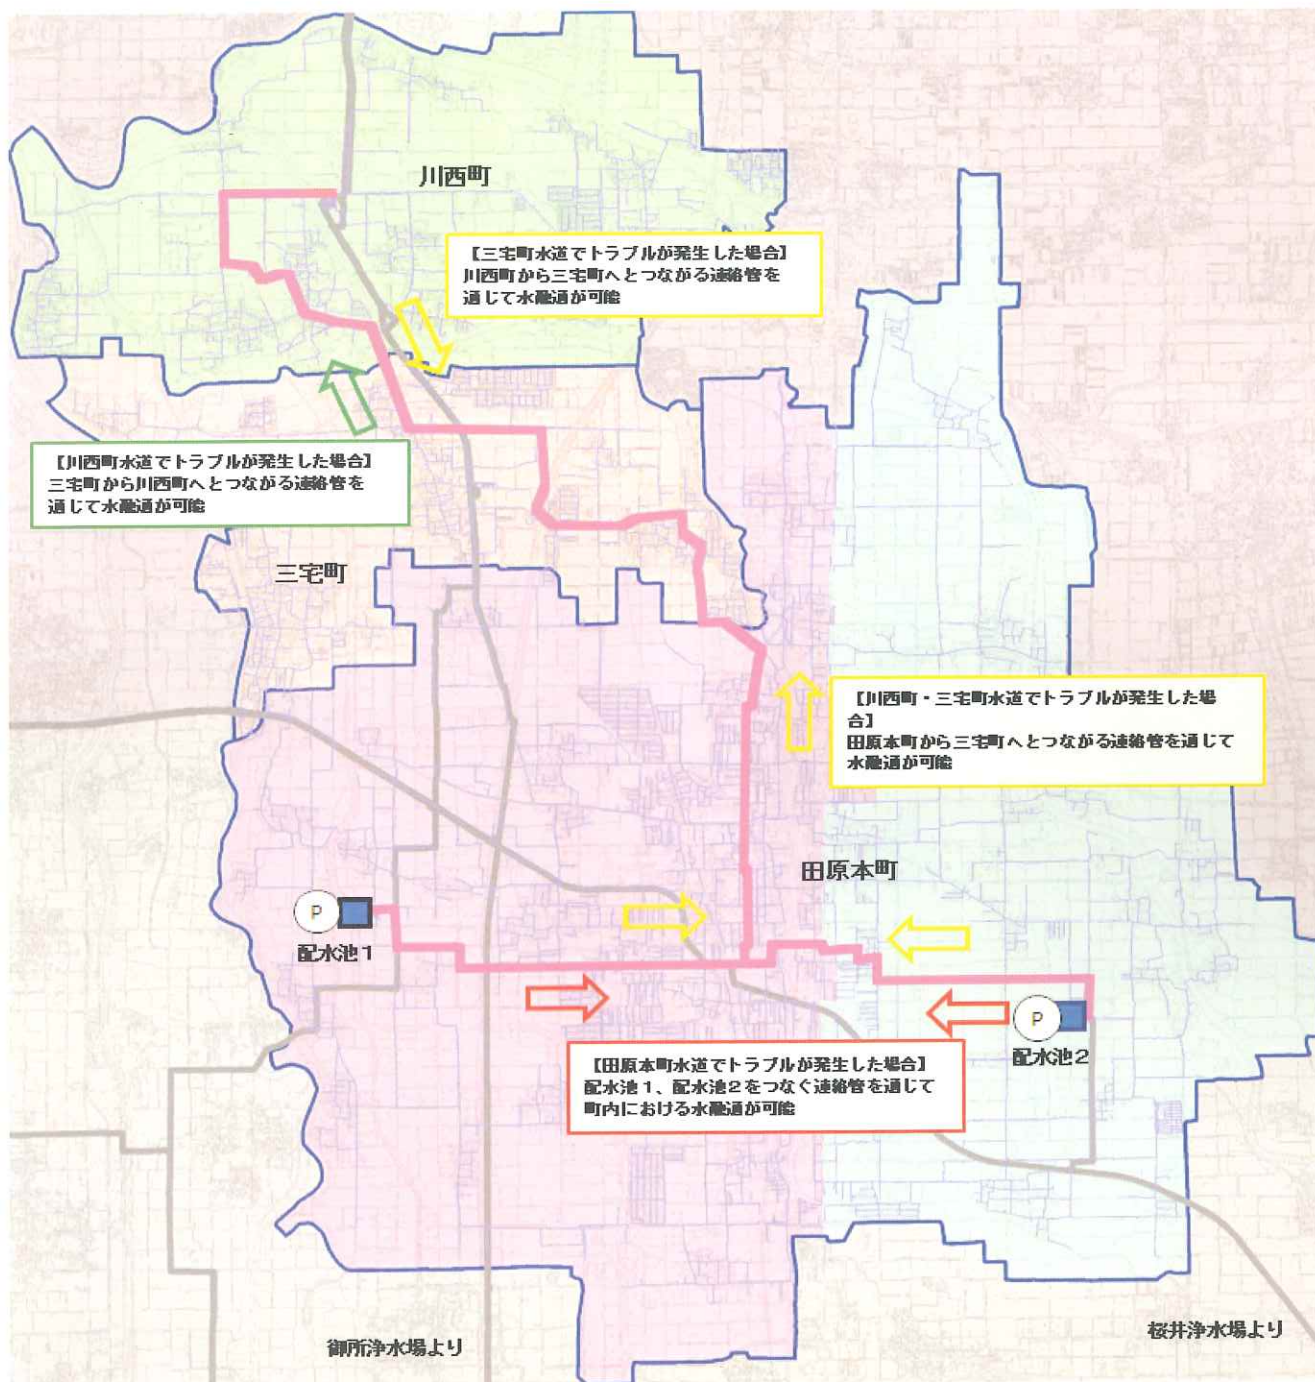 川西町
【三宅町水道でトラブルが発生した場合】
川西町から三宅町へとつながる連絡管を
通じて水融通が可能
【川西町水道でトラブルが発生した場合】
三宅町から川西町へとつながる連絡管を
通じて水融通が可能
三宅町
【川西町・三宅町水道でトラブルが発生した場
合】
田原本町から三宅町へとつながる連絡管を通じて
水融通が可能
田原本町
P
配水池1
P
配水池2
【田原本町水道でトラブルが発生した場合】
配水池1、配水池2をつなぐ連絡管を通じて
町内における水融通が可能
御所浄水場より
桜井浄水場より